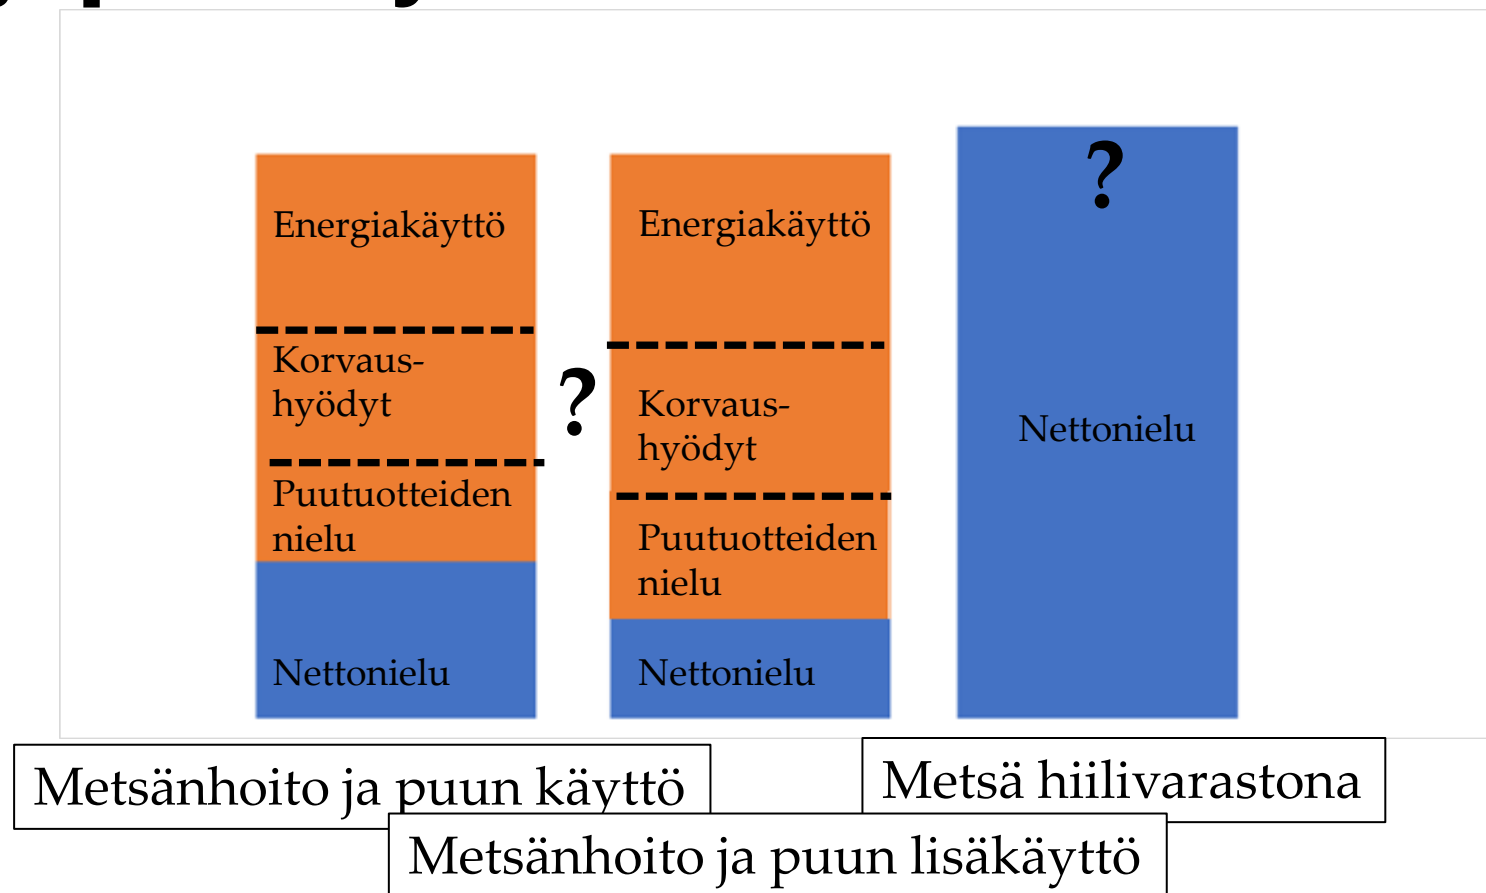 Energiakäyttö
Korvaus-
hyödyt
Puutuotteiden
nielu
Nettonielu
?
Energiakäyttö
Korvaus-
hyödyt
Puutuotteiden
nielu
Nettonielu
?
Nettonielu
Metsänhoito ja puun käyttö
Metsänhoito ja puun lisäkäyttö
Metsä hiilivarastona